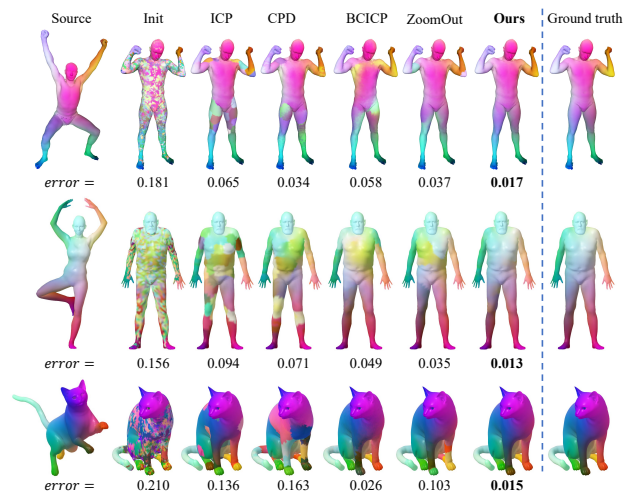 Source Init ICP CPD BCICP ZoomOut Ours Ground truth
error = 0.181 0.065 0.034 0.058 0.037 0.017
error = 0.156 0.094 0.071 0.049 0.035 0.013
error = 0.210 0.136 0.163 0.026 0.103 0.015